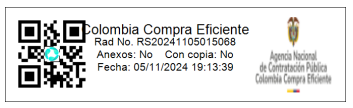 Colombia Compra Eficiente
Rad No. RS20241105015068
Anexos: No    Con copia: No
Fecha: 05/11/2024 19:13:39
Agencia Nacional
de Contratación Pública
Colombia Compra Eficiente